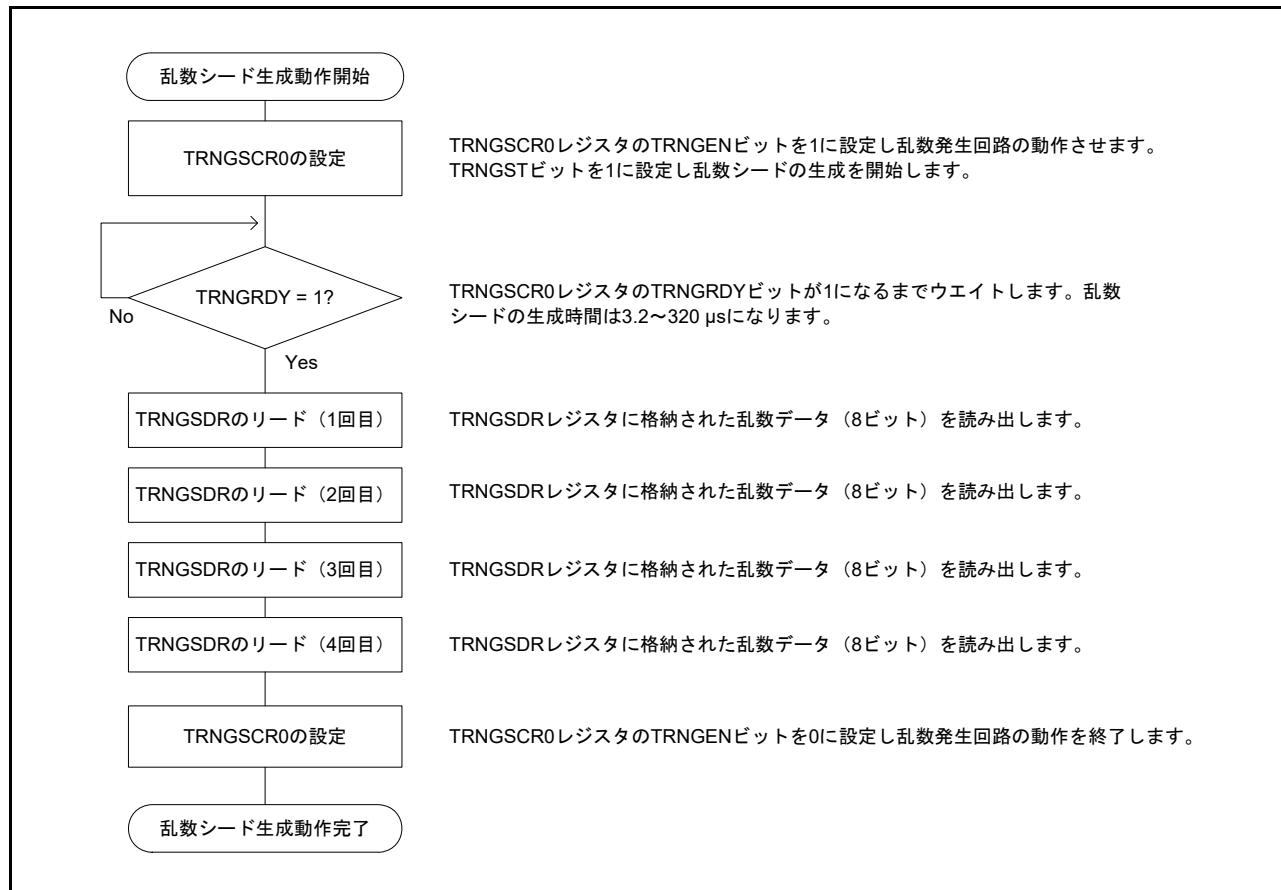 乱数シード生成動作開始
TRNGSCR0の設定
TRNGSCR0レジスタのTRNGENビットを1に設定し乱数発生回路の動作させます。
TRNGSTビットを1に設定し乱数シードの生成を開始します。
TRNGRDY = 1?
No
Yes
TRNGSCR0レジスタのTRNGRDYビットが1になるまでウエイトします。乱数
シードの生成時間は3.2～320 µsになります。
TRNGSDRのリード（1回目）
TRNGSDRレジスタに格納された乱数データ（8ビット）を読み出します。
TRNGSDRのリード（2回目）
TRNGSDRレジスタに格納された乱数データ（8ビット）を読み出します。
TRNGSDRのリード（3回目）
TRNGSDRレジスタに格納された乱数データ（8ビット）を読み出します。
TRNGSDRのリード（4回目）
TRNGSDRレジスタに格納された乱数データ（8ビット）を読み出します。
TRNGSCR0の設定
TRNGSCR0レジスタのTRNGENビットを0に設定し乱数発生回路の動作を終了します。
乱数シード生成動作完了